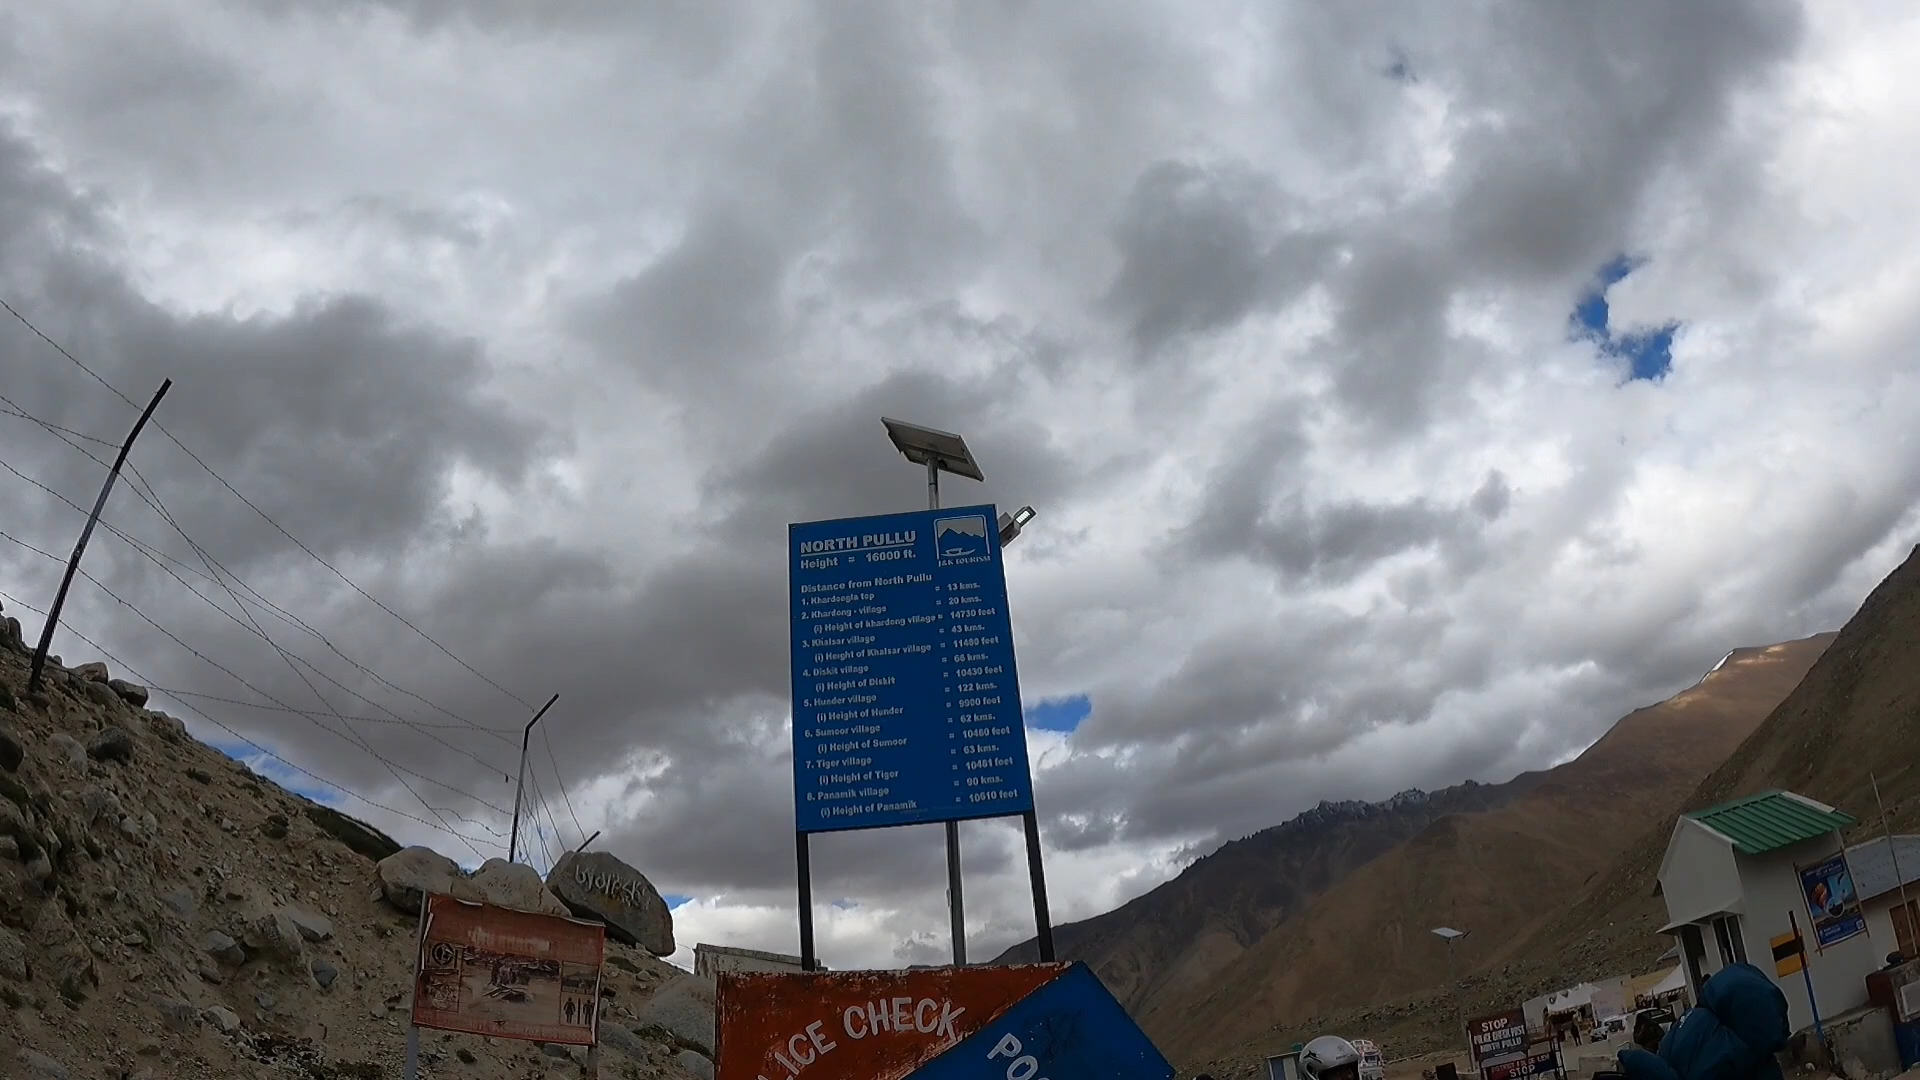 NORTH PULLU
Height = 16000 ft.
J&K TOURISM
Distance from North Pullu
1. Khardongla top = 13 kms.
2. Khardong - village = 20 kms.
(i) Height of khardong village = 14730 feet
3. Khalsar village = 43 kms.
(i) Height of Khalsar village = 11480 feet
4. Diskit village = 66 kms.
(i) Height of Diskit = 10430 feet
5. Hunder village = 122 kms.
(i) Height of Hunder = 9900 feet
6. Sumoor village = 62 kms.
(i) Height of Sumoor = 10460 feet
7. Tiger village = 63 kms.
(i) Height of Tiger = 10481 feet
8. Panamik village = 90 kms.
(i) Height of Panamik = 10610 feet
LICE CHECK
PO
STOP
POLICE CHECK POST
NORTH PULLU
STOP